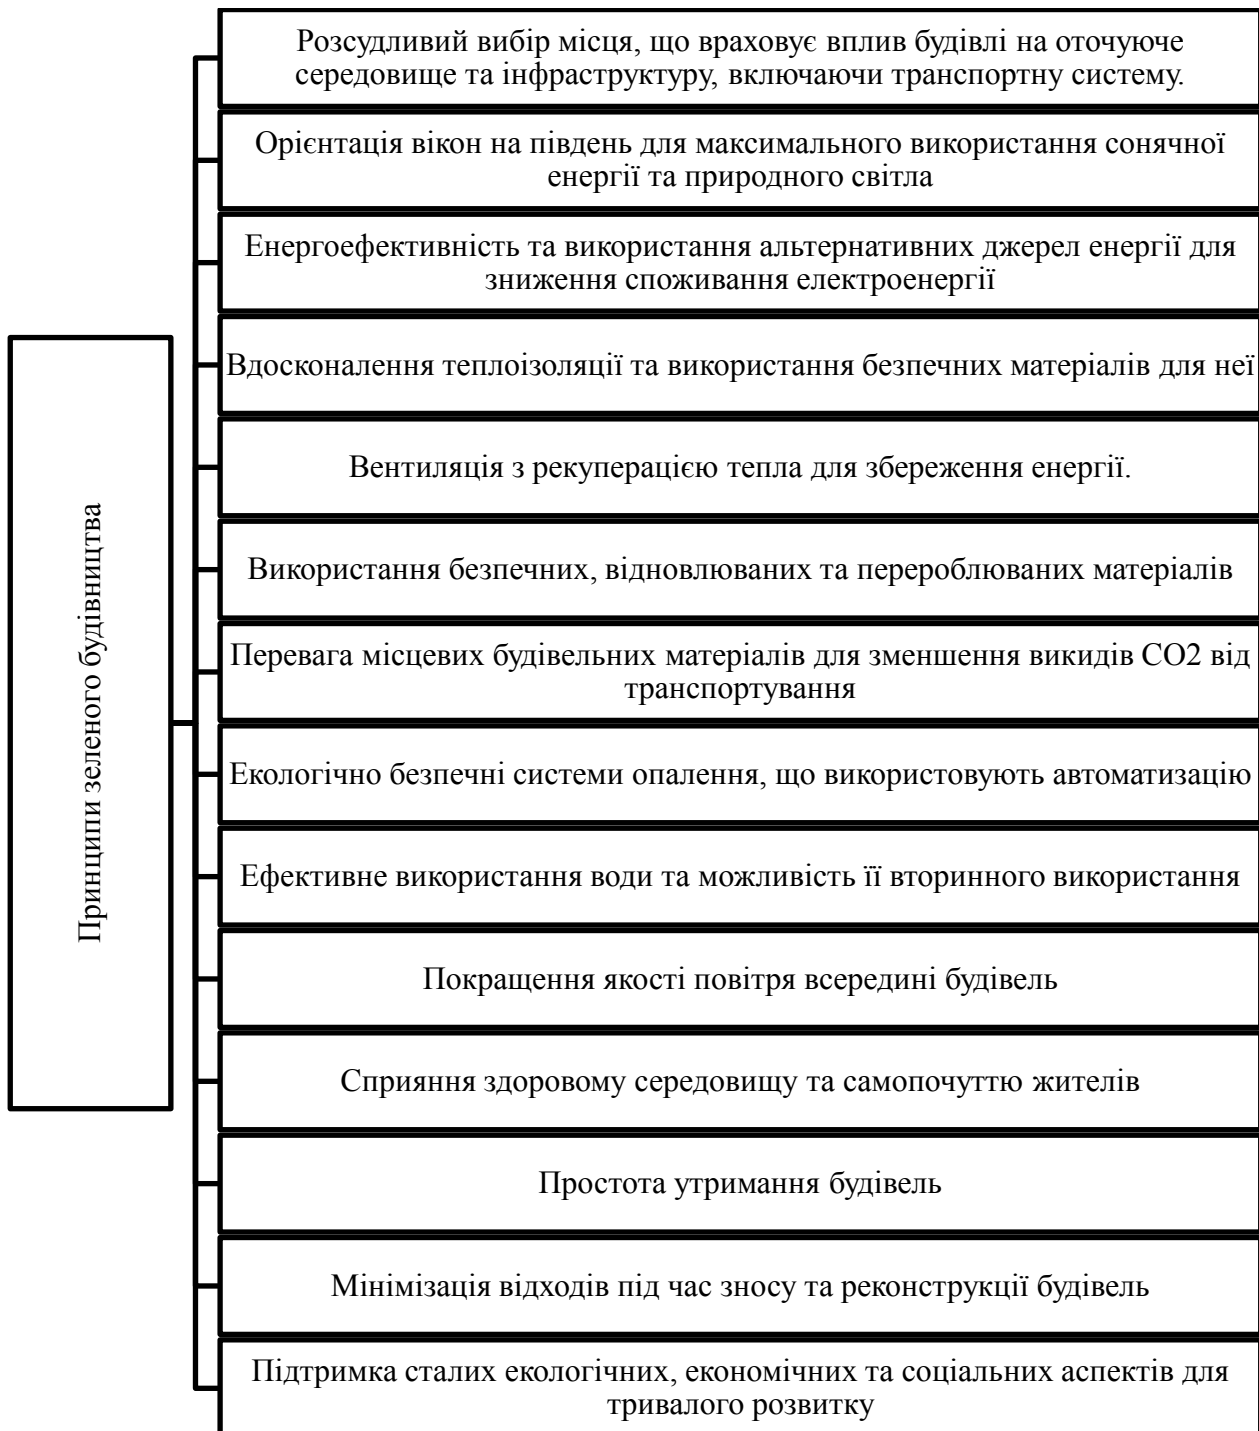 Принципи зеленого будівництва
Розсудливий вибір місця, що враховує вплив будівлі на оточуюче
середовище та інфраструктуру, включаючи транспортну систему.
Орієнтація вікон на південь для максимального використання сонячної
енергії та природного світла
Енергоефективність та використання альтернативних джерел енергії для
зниження споживання електроенергії
Вдосконалення теплоізоляції та використання безпечних матеріалів для неї
Вентиляція з рекуперацією тепла для збереження енергії.
Використання безпечних, відновлюваних та перероблюваних матеріалів
Перевага місцевих будівельних матеріалів для зменшення викидів CO2 від
транспортування
Екологічно безпечні системи опалення, що використовують автоматизацію
Ефективне використання води та можливість її вторинного використання
Покращення якості повітря всередині будівель
Сприяння здоровому середовищу та самопочуттю жителів
Простота утримання будівель
Мінімізація відходів під час зносу та реконструкції будівель
Підтримка сталих екологічних, економічних та соціальних аспектів для
тривалого розвитку